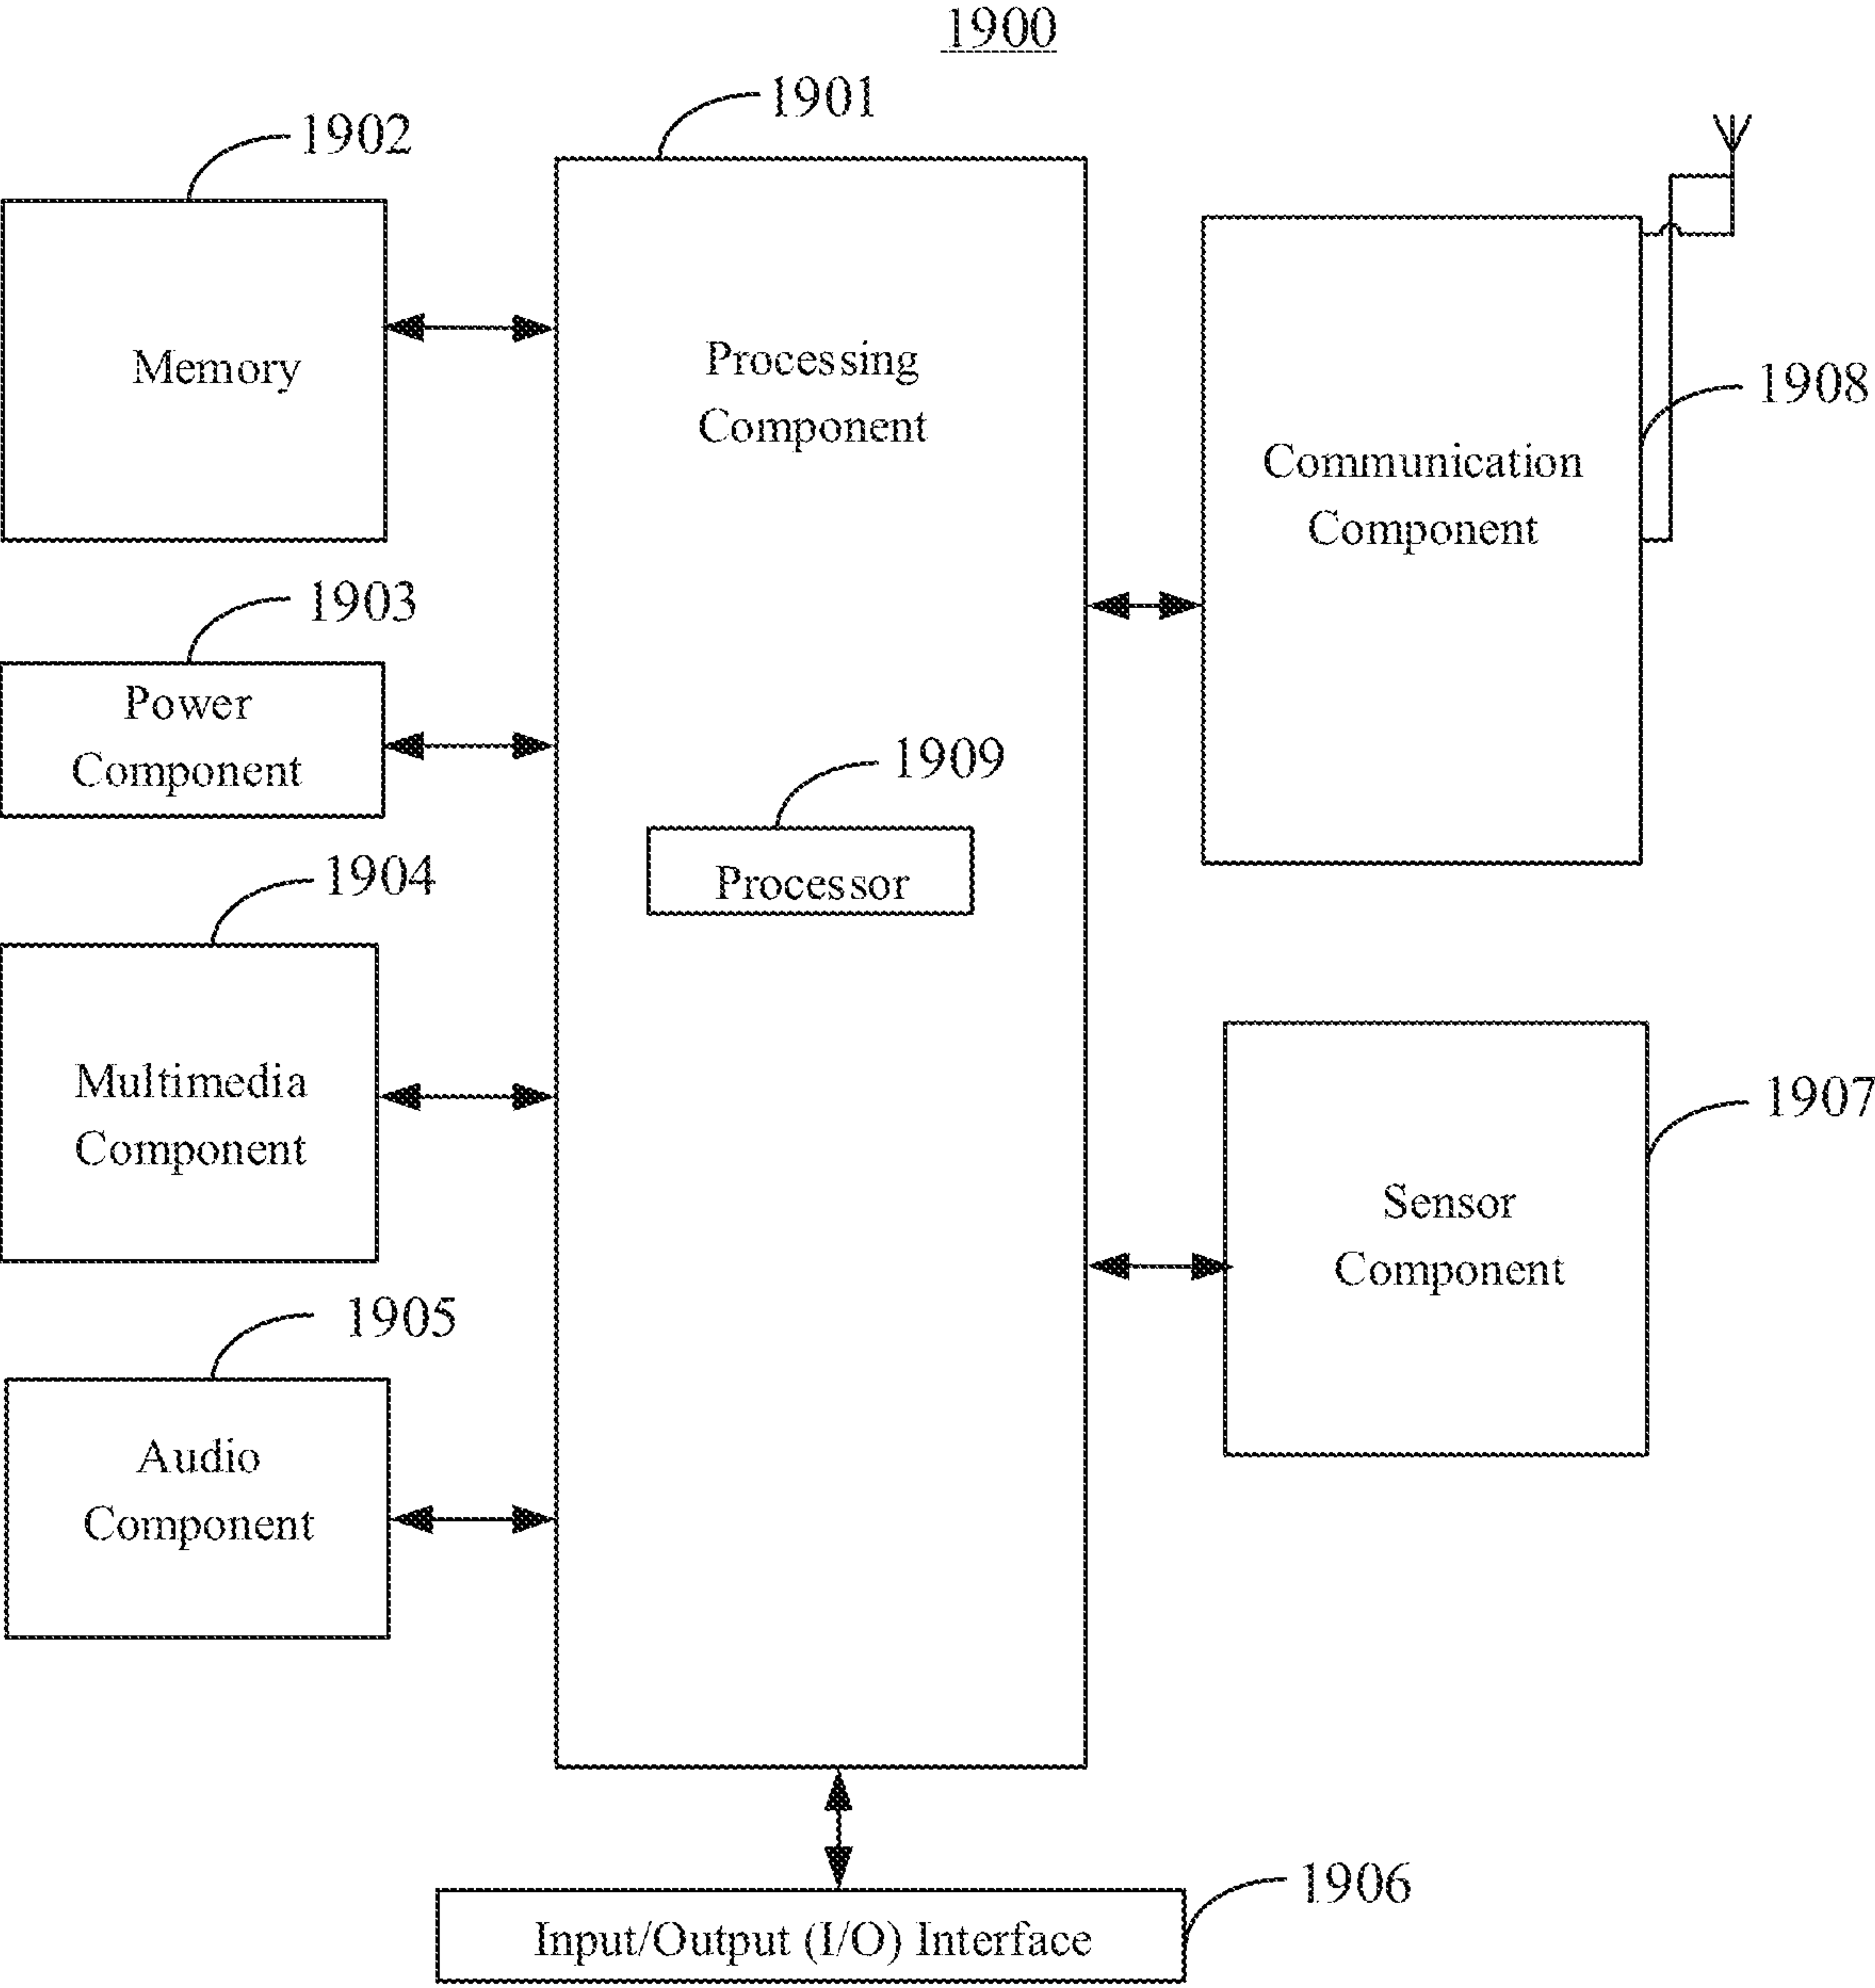 1900
1901
1902
Memory
Processing
Component
1908
Communication
Component
1903
Power
Component
1909
Processor
1904
Multimedia
Component
1907
Sensor
Component
1905
Audio
Component
1906
Input/Output (I/O) Interface